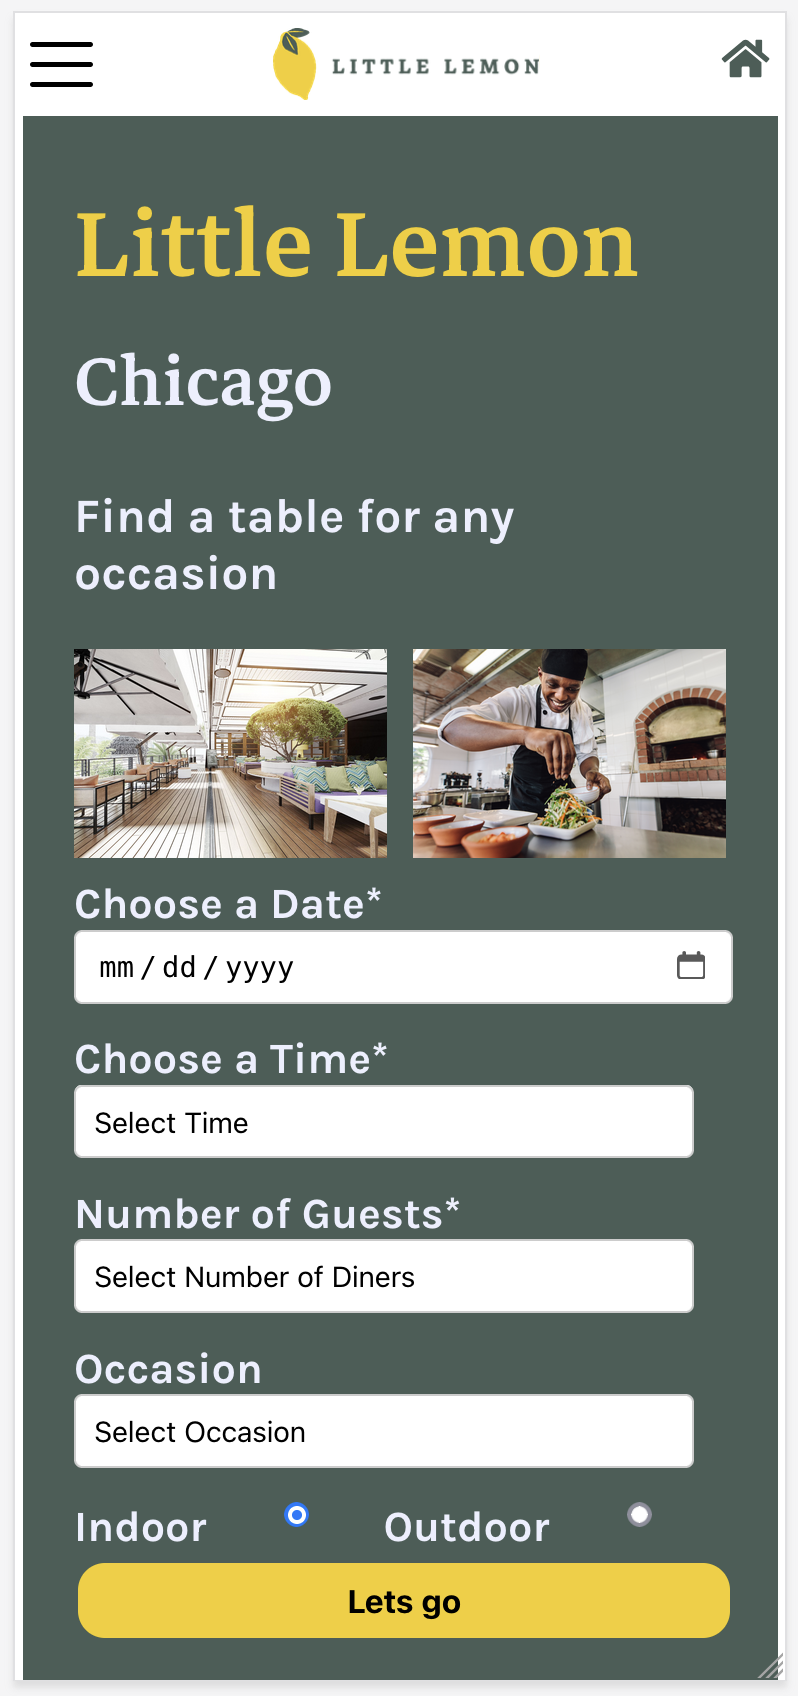 LITTLE LEMON
Little Lemon
Chicago
Find a table for any
occasion
Choose a Date*
mm/dd/yyyy
Choose a Time*
Select Time
Number of Guests*
Select Number of Diners
Occasion
Select Occasion
Indoor Outdoor
Lets go